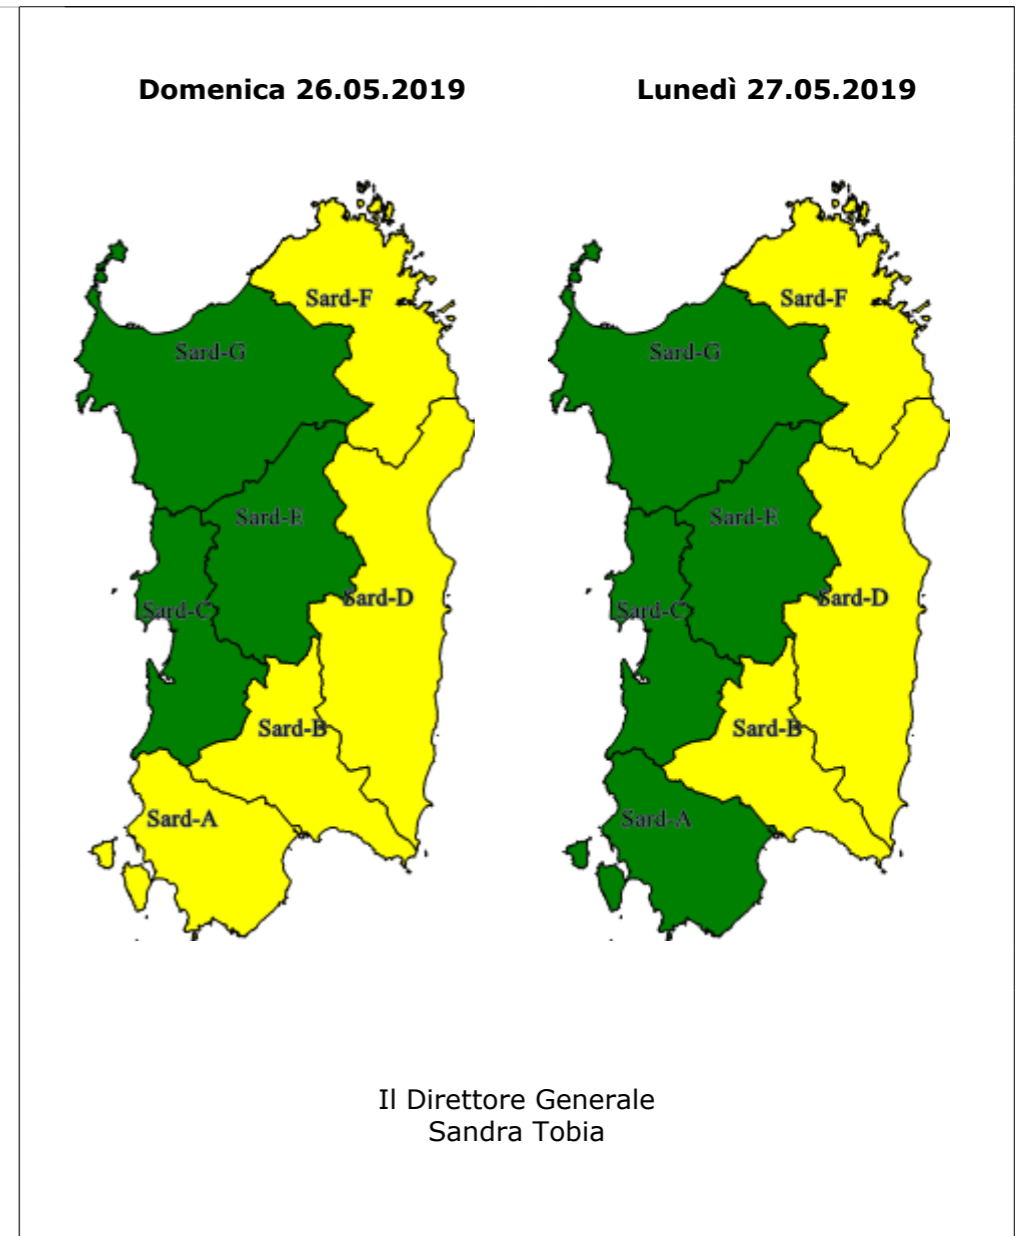 Domenica 26.05.2019
Lunedì 27.05.2019
Sard-F
Sard-G
Sard-E
Sard-D
Sard-C
Sard-B
Sard-A
Sard-F
Sard-G
Sard-E
Sard-D
Sard-C
Sard-B
Sard-A
Il Direttore Generale
Sandra Tobia